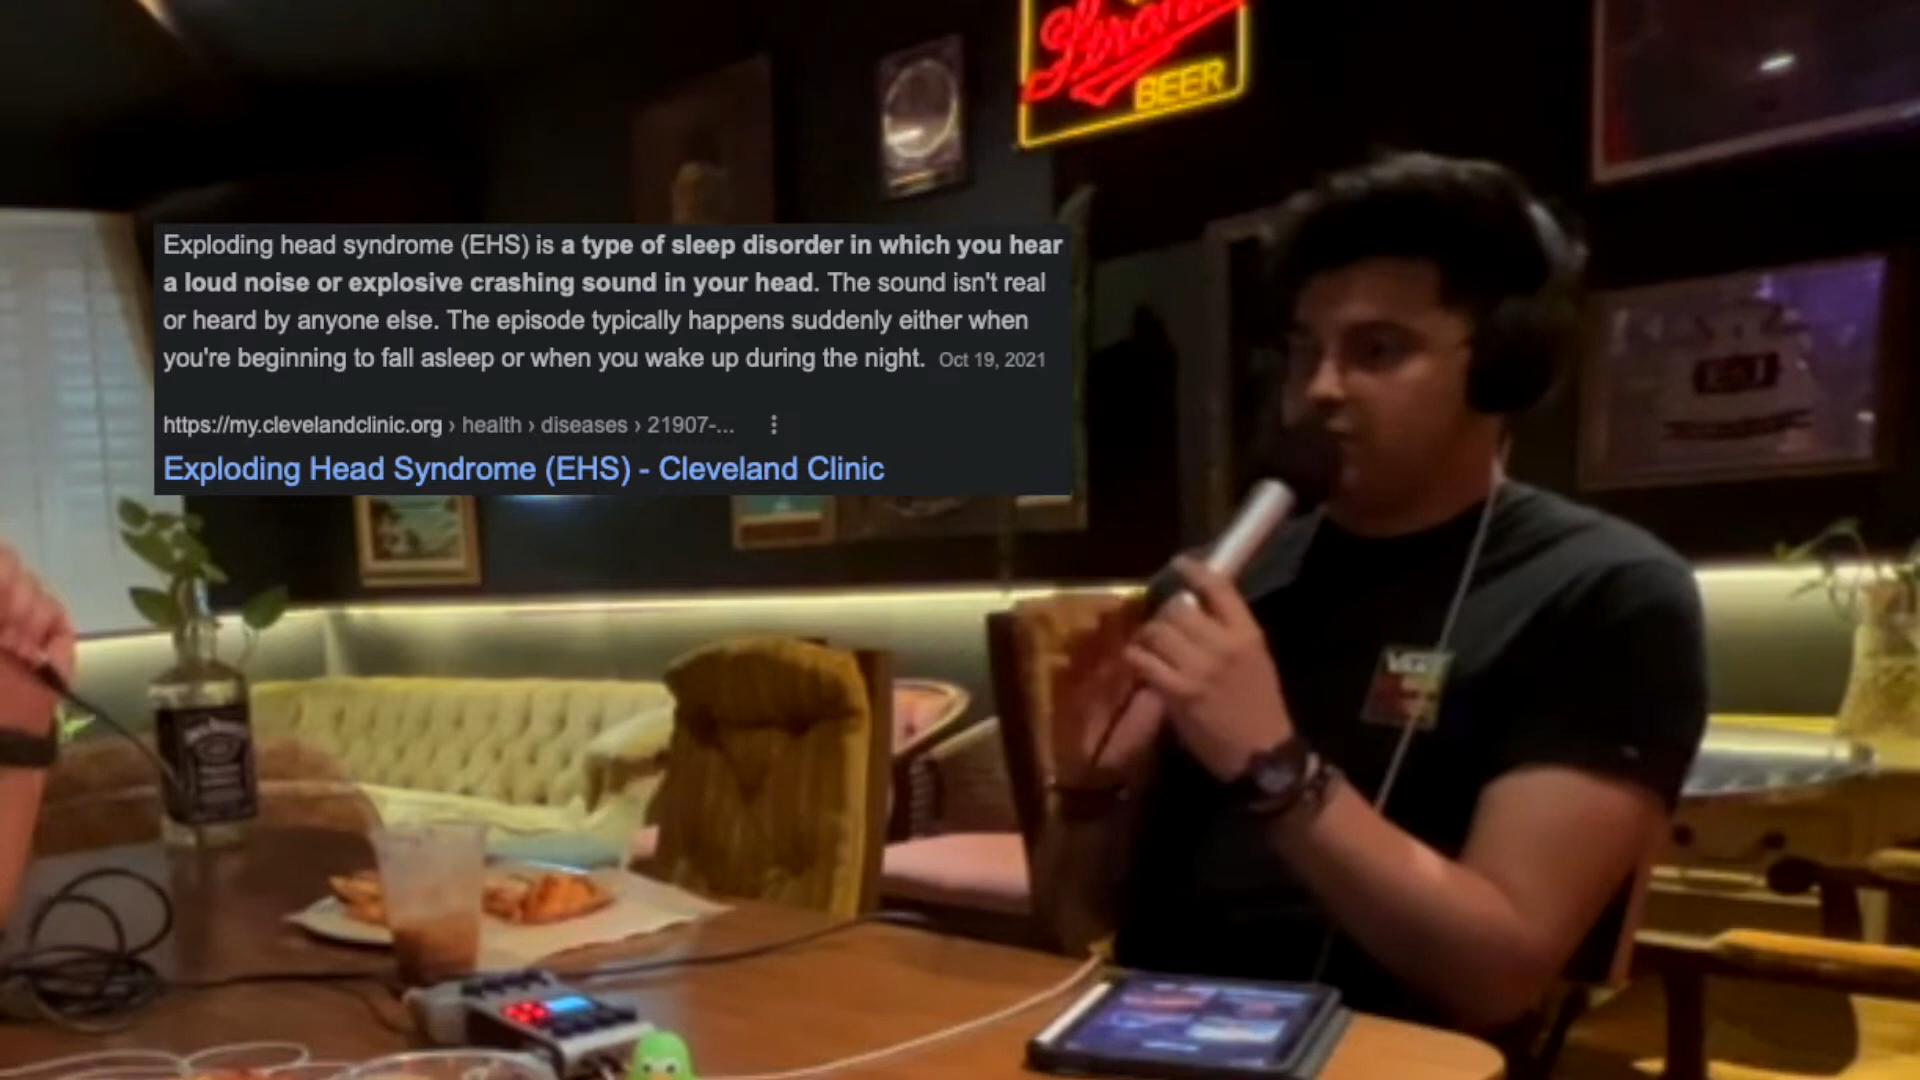 Strohs
BEER
Exploding head syndrome (EHS) is a type of sleep disorder in which you hear
a loud noise or explosive crashing sound in your head. The sound isn't real
or heard by anyone else. The episode typically happens suddenly either when
you're beginning to fall asleep or when you wake up during the night. Oct 19, 2021
https://my.clevelandclinic.org › health › diseases › 21907-...
Exploding Head Syndrome (EHS) - Cleveland Clinic